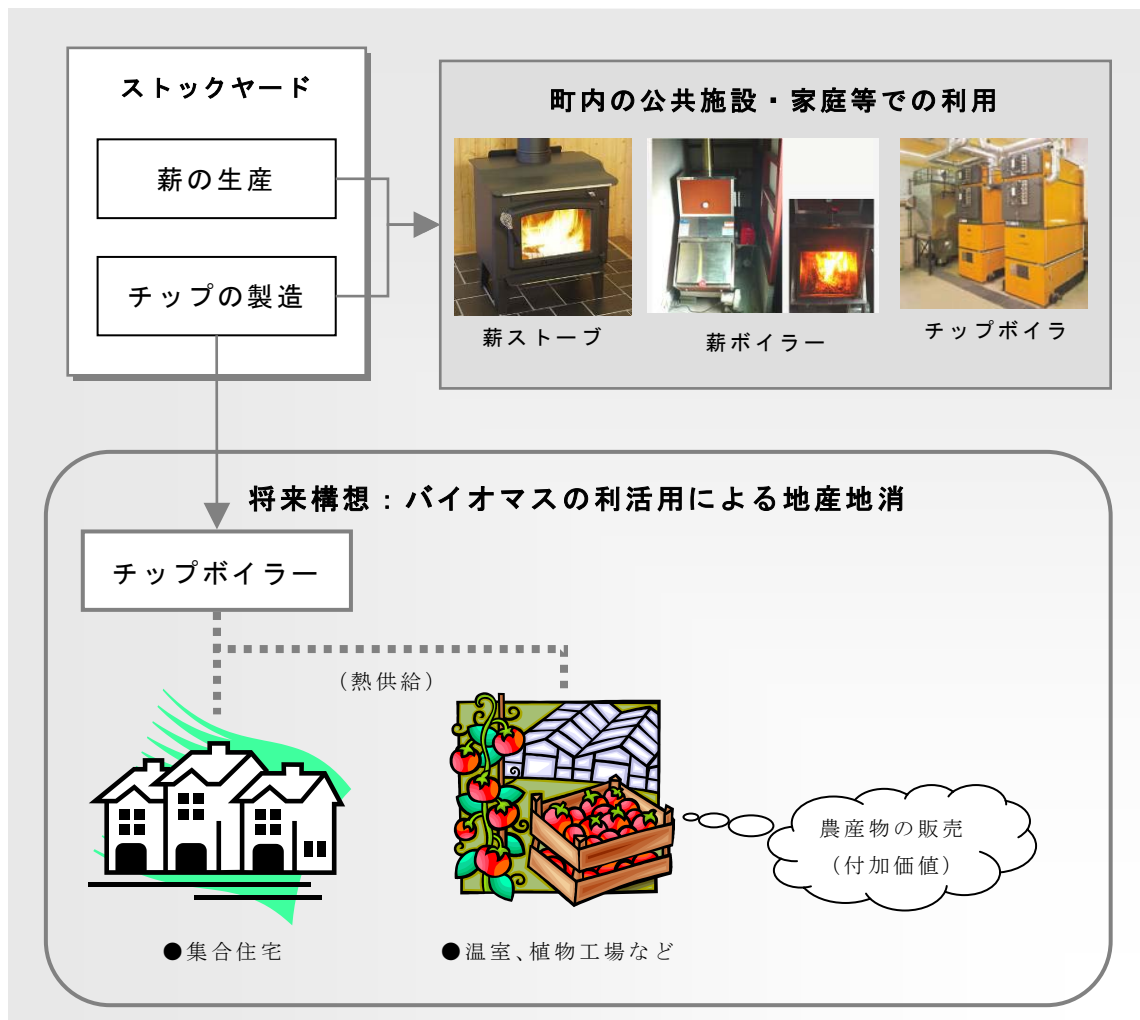 ストックヤード
薪の生産
チップの製造
町内の公共施設・家庭等での利用
薪ストーブ
薪ボイラー
チップボイラ
将来構想：バイオマスの利活用による地産地消
チップボイラー
（熱供給）
農産物の販売
（付加価値）
●集合住宅
●温室、植物工場など